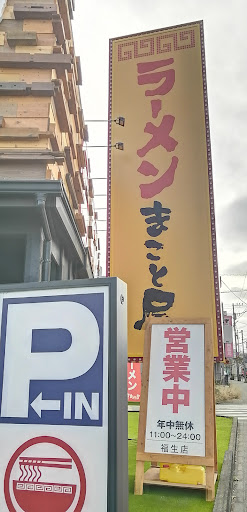 ラーメン
まこと屋
営業中
年中無休
11:00~24:00
福生店
P
←IN